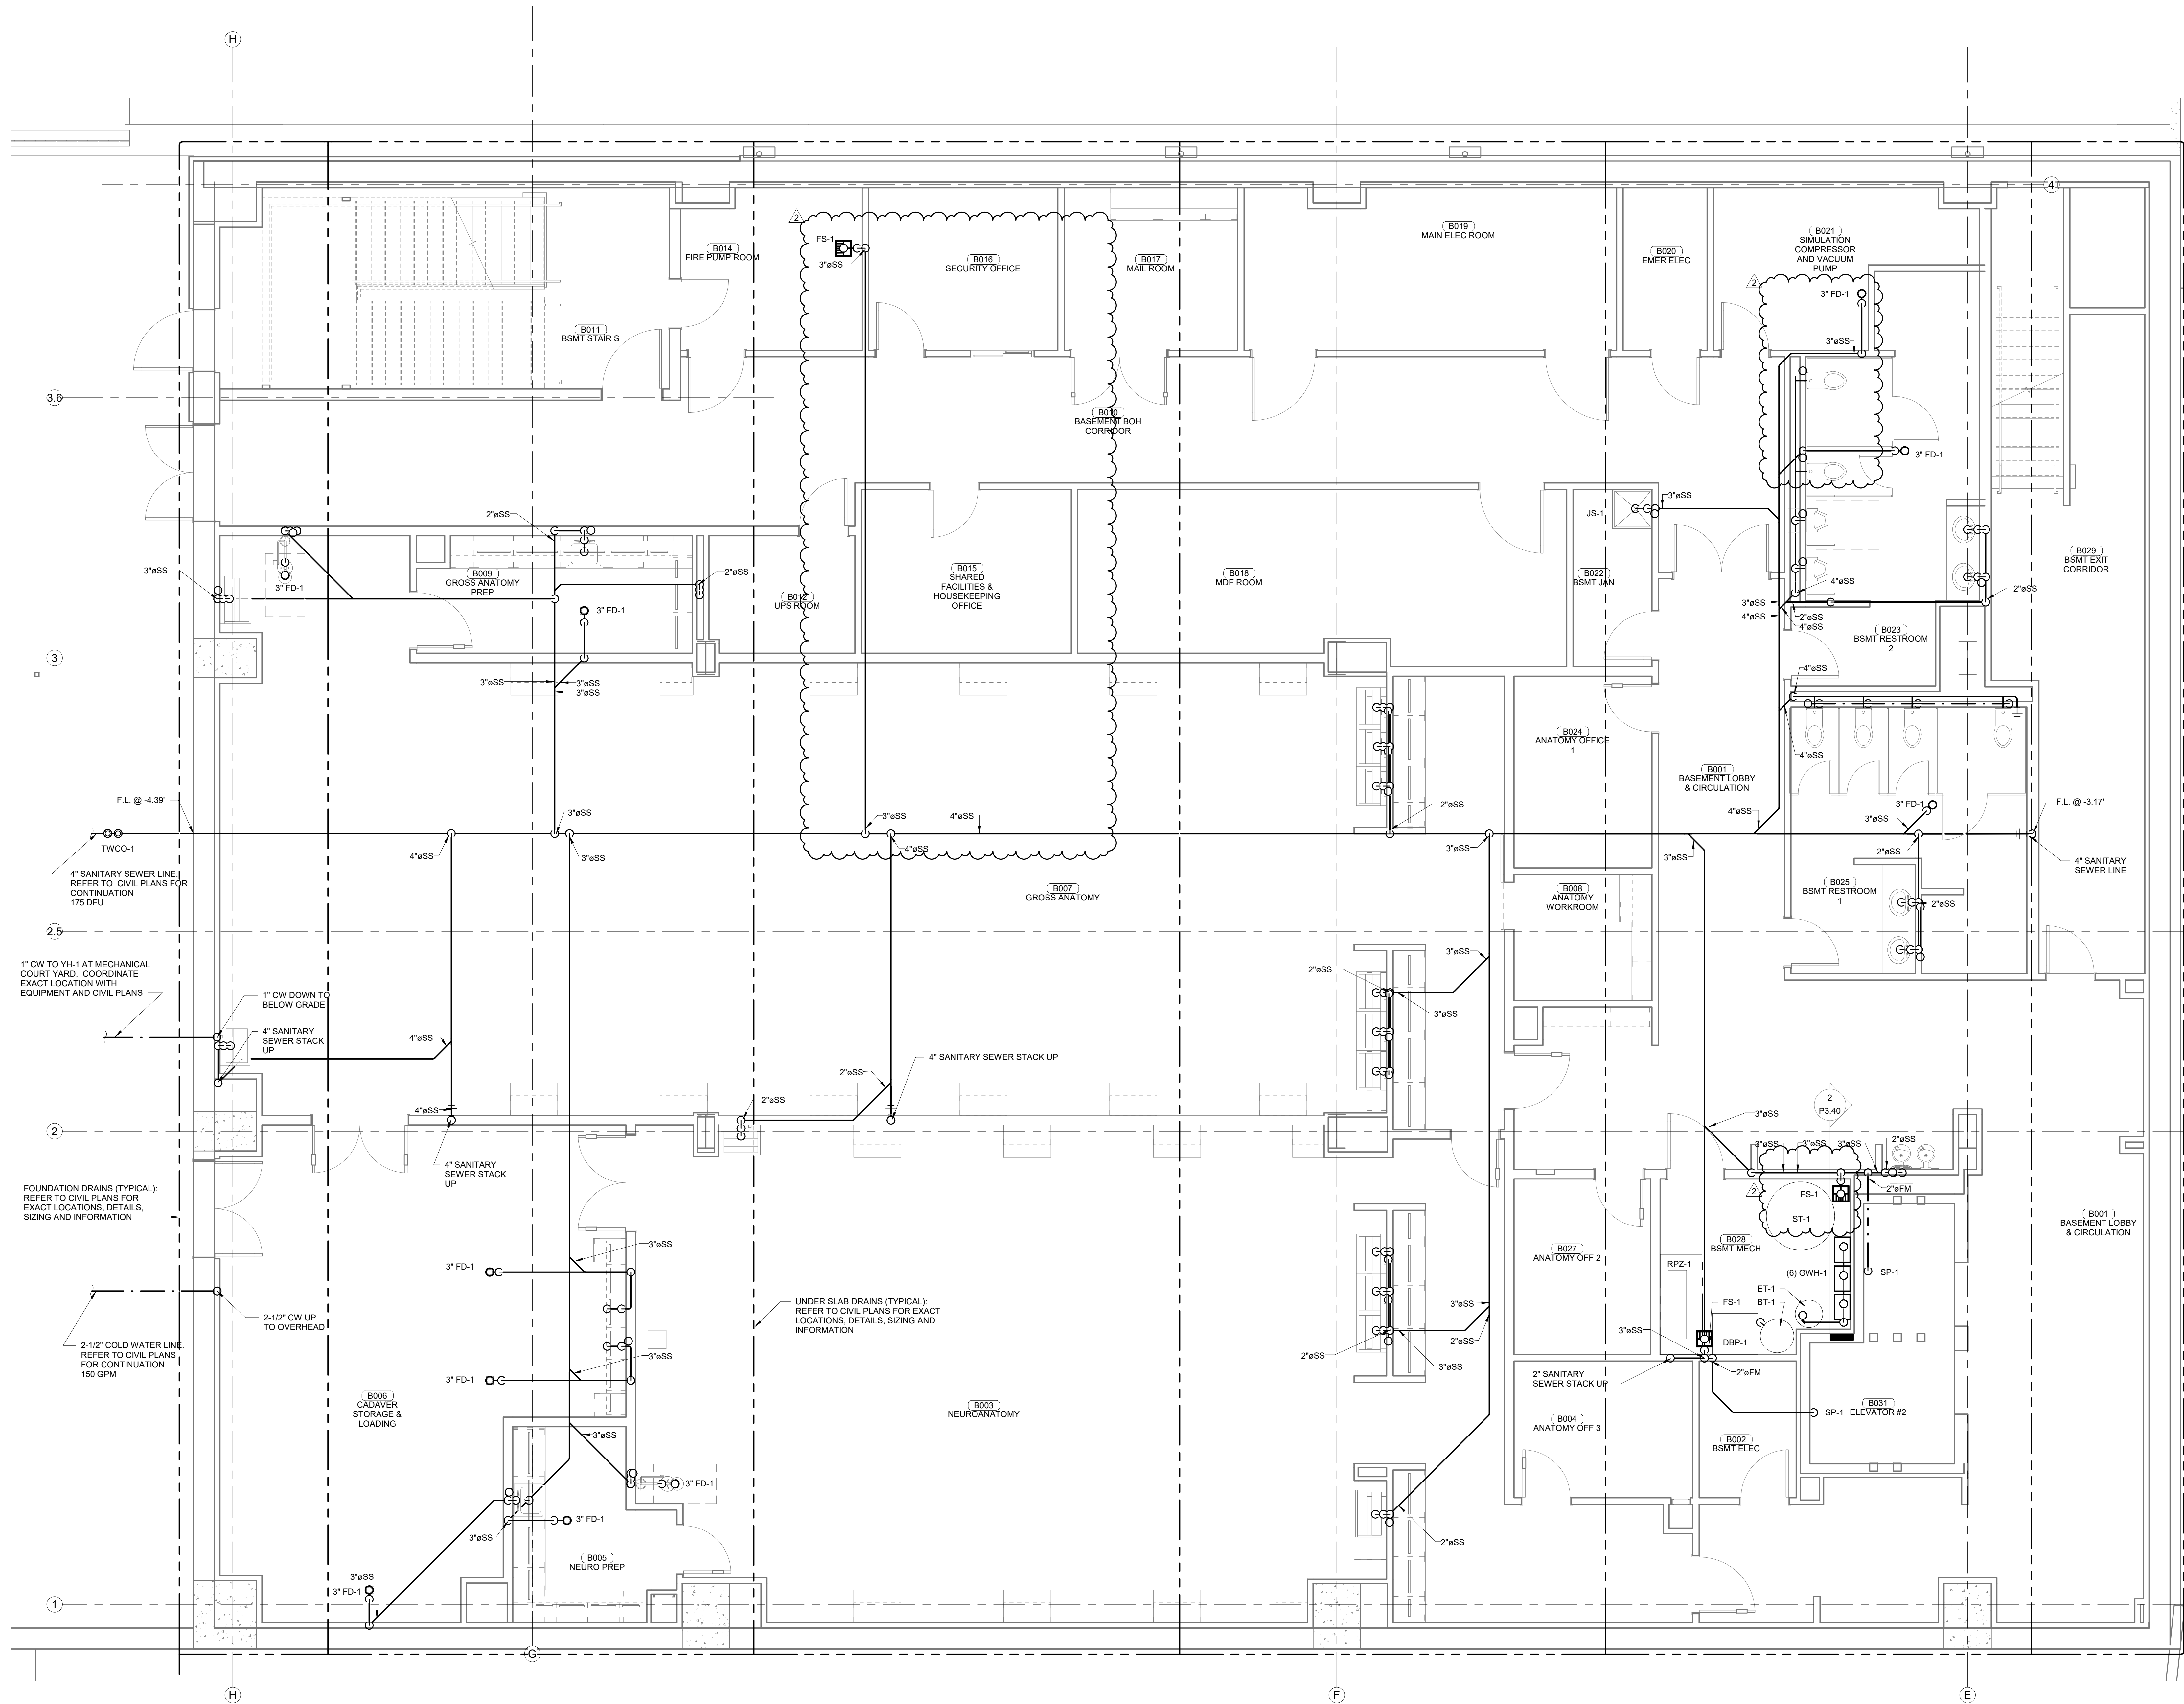 H
4
2
B014
FIRE PUMP ROOM
FS-1
3"øSS
B016
SECURITY OFFICE
B017
MAIL ROOM
B019
MAIN ELEC ROOM
B020
EMER ELEC
B021
SIMULATION
COMPRESSOR
AND VACUUM
PUMP
2
3" FD-1
3"øSS
B011
BSMT STAIR S
3.6
B010
BASEMENT BOH
CORRIDOR
3" FD-1
2"øSS
3"øSS
JS-1
3"øSS
3" FD-1
B009
GROSS ANATOMY
PREP
2"øSS
3" FD-1
B012
UPS ROOM
B015
SHARED
FACILITIES &
HOUSEKEEPING
OFFICE
B018
MDF ROOM
B022
BSMT JAN
4"øSS
B029
BSMT EXIT
CORRIDOR
2"øSS
3"øSS
4"øSS
2"øSS
4"øSS
B023
BSMT RESTROOM
2
3
3"øSS
3"øSS
3"øSS
4"øSS
B024
ANATOMY OFFICE
1
4"øSS
B001
BASEMENT LOBBY
& CIRCULATION
F.L. @ -4.39'
3"øSS
3"øSS
4"øSS
2"øSS
4"øSS
3" FD-1
3"øSS
F.L. @ -3.17'
TWCO-1
4"øSS
3"øSS
4"øSS
3"øSS
3"øSS
2"øSS
4" SANITARY
SEWER LINE
4" SANITARY SEWER LINE.
REFER TO CIVIL PLANS FOR
CONTINUATION
175 DFU
B007
GROSS ANATOMY
B008
ANATOMY
WORKROOM
B025
BSMT RESTROOM
1
2"øSS
2.5
1" CW TO YH-1 AT MECHANICAL
COURT YARD. COORDINATE
EXACT LOCATION WITH
EQUIPMENT AND CIVIL PLANS
1" CW DOWN TO
BELOW GRADE
4" SANITARY
SEWER STACK
UP
4"øSS
3"øSS
2"øSS
3"øSS
4" SANITARY SEWER STACK UP
2"øSS
4"øSS
2"øSS
2
P3.40
2
4" SANITARY
SEWER STACK
UP
3"øSS
3"øSS
3"øSS
3"øSS
2"øSS
2"øFM
2
FS-1
ST-1
FOUNDATION DRAINS (TYPICAL):
REFER TO CIVIL PLANS FOR
EXACT LOCATIONS, DETAILS,
SIZING AND INFORMATION
B001
BASEMENT LOBBY
& CIRCULATION
3"øSS
3" FD-1
B027
ANATOMY OFF 2
B028
BSMT MECH
RPZ-1
(6) GWH-1
SP-1
ET-1
FS-1
BT-1
UNDER SLAB DRAINS (TYPICAL):
REFER TO CIVIL PLANS FOR EXACT
LOCATIONS, DETAILS, SIZING AND
INFORMATION
2-1/2" CW UP
TO OVERHEAD
3"øSS
2"øSS
3"øSS
DBP-1
2-1/2" COLD WATER LINE.
REFER TO CIVIL PLANS
FOR CONTINUATION
150 GPM
3"øSS
3" FD-1
2"øSS
3"øSS
2" SANITARY
SEWER STACK UP
2"øFM
B006
CADAVER
STORAGE &
LOADING
B003
NEUROANATOMY
B004
ANATOMY OFF 3
SP-1
B031
ELEVATOR #2
3"øSS
B002
BSMT ELEC
3" FD-1
3"øSS
3" FD-1
2"øSS
B005
NEURO PREP
3"øSS
3" FD-1
1
G
H
F
E